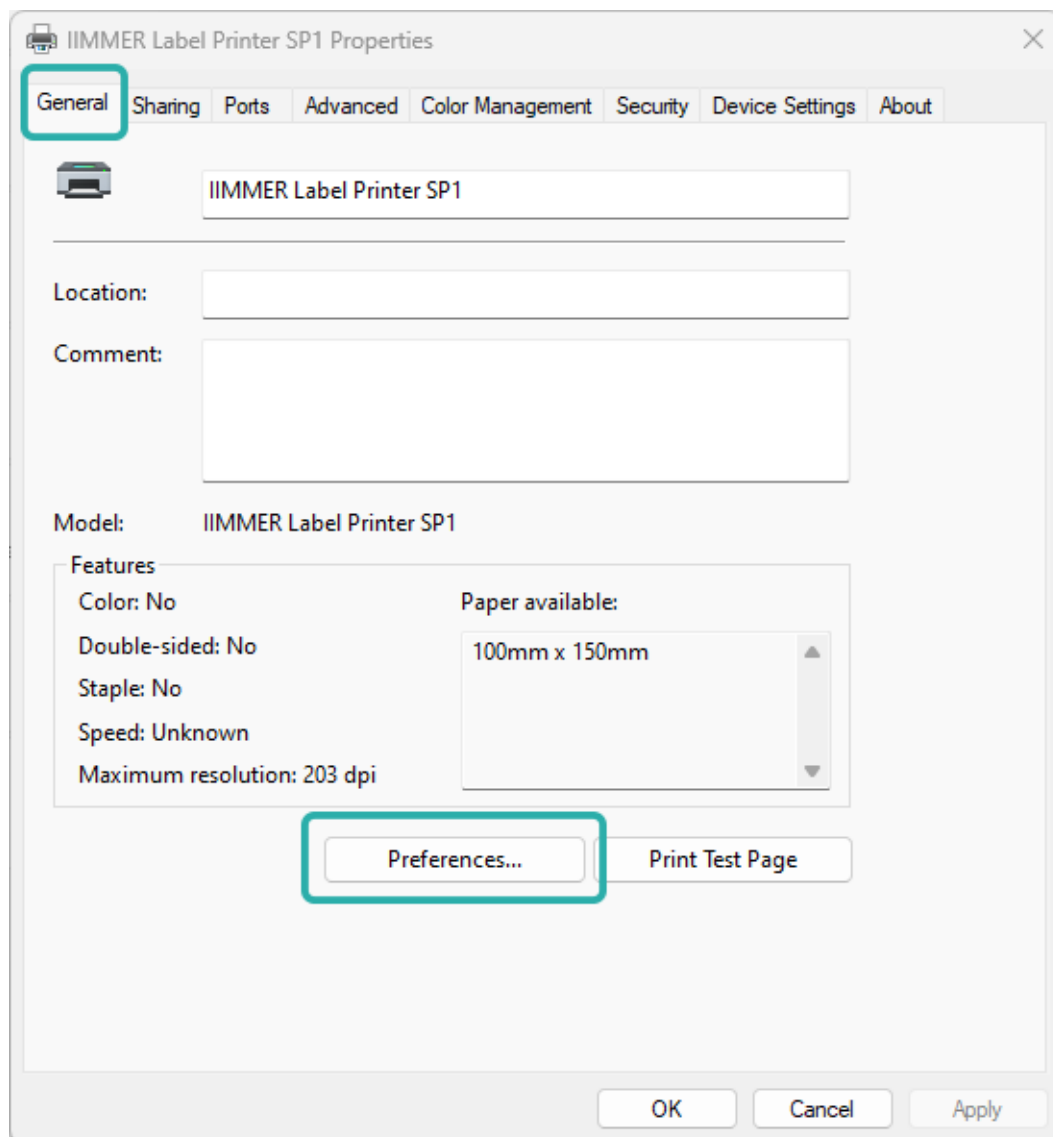 IIMMER Label Printer SP1 Properties
General Sharing Ports Advanced Color Management Security Device Settings About
IIMMER Label Printer SP1
Location:
Comment:
Model: IIMMER Label Printer SP1
Features
Color: No Paper available:
Double-sided: No 100mm x 150mm
Staple: No
Speed: Unknown
Maximum resolution: 203 dpi
Preferences... Print Test Page
OK Cancel Apply